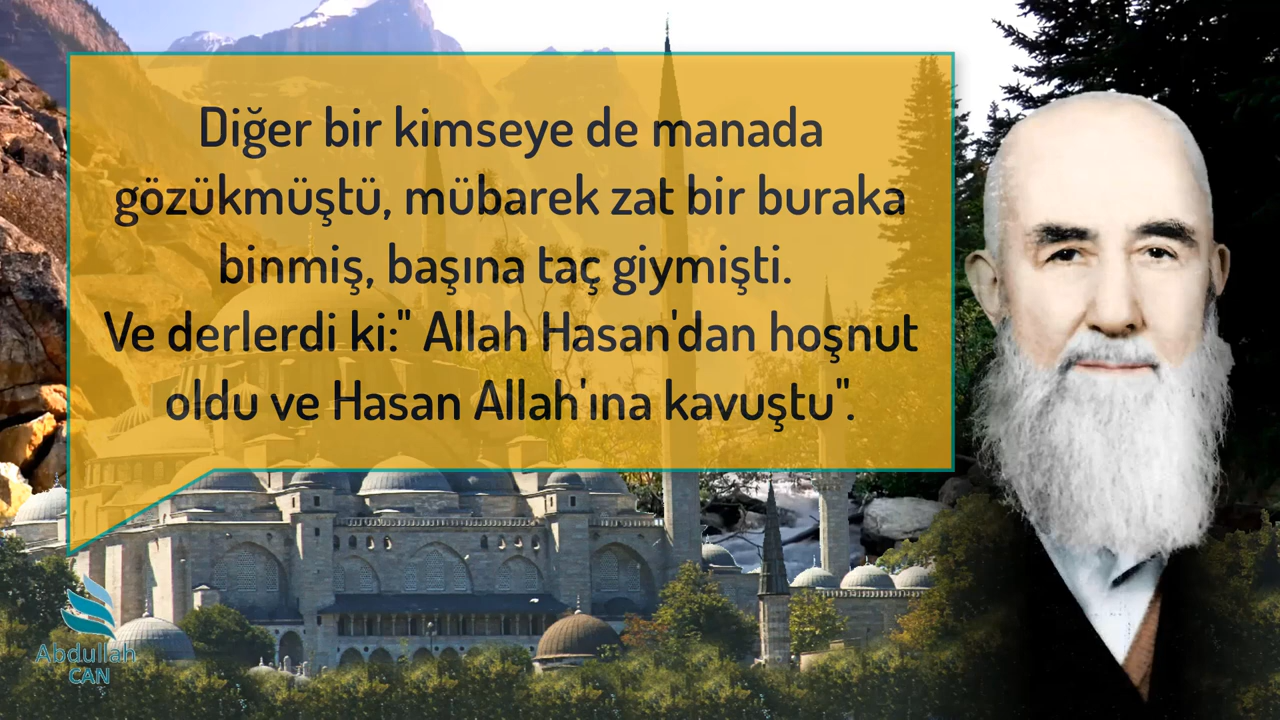 Diğer bir kimseye de manada
gözükmüştü, mübarek zat bir buraka
binmiş, başına taç giymişti.
Ve derlerdi ki:" Allah Hasan'dan hoşnut
oldu ve Hasan Allah'ına kavuştu".
Abdullah
CAN